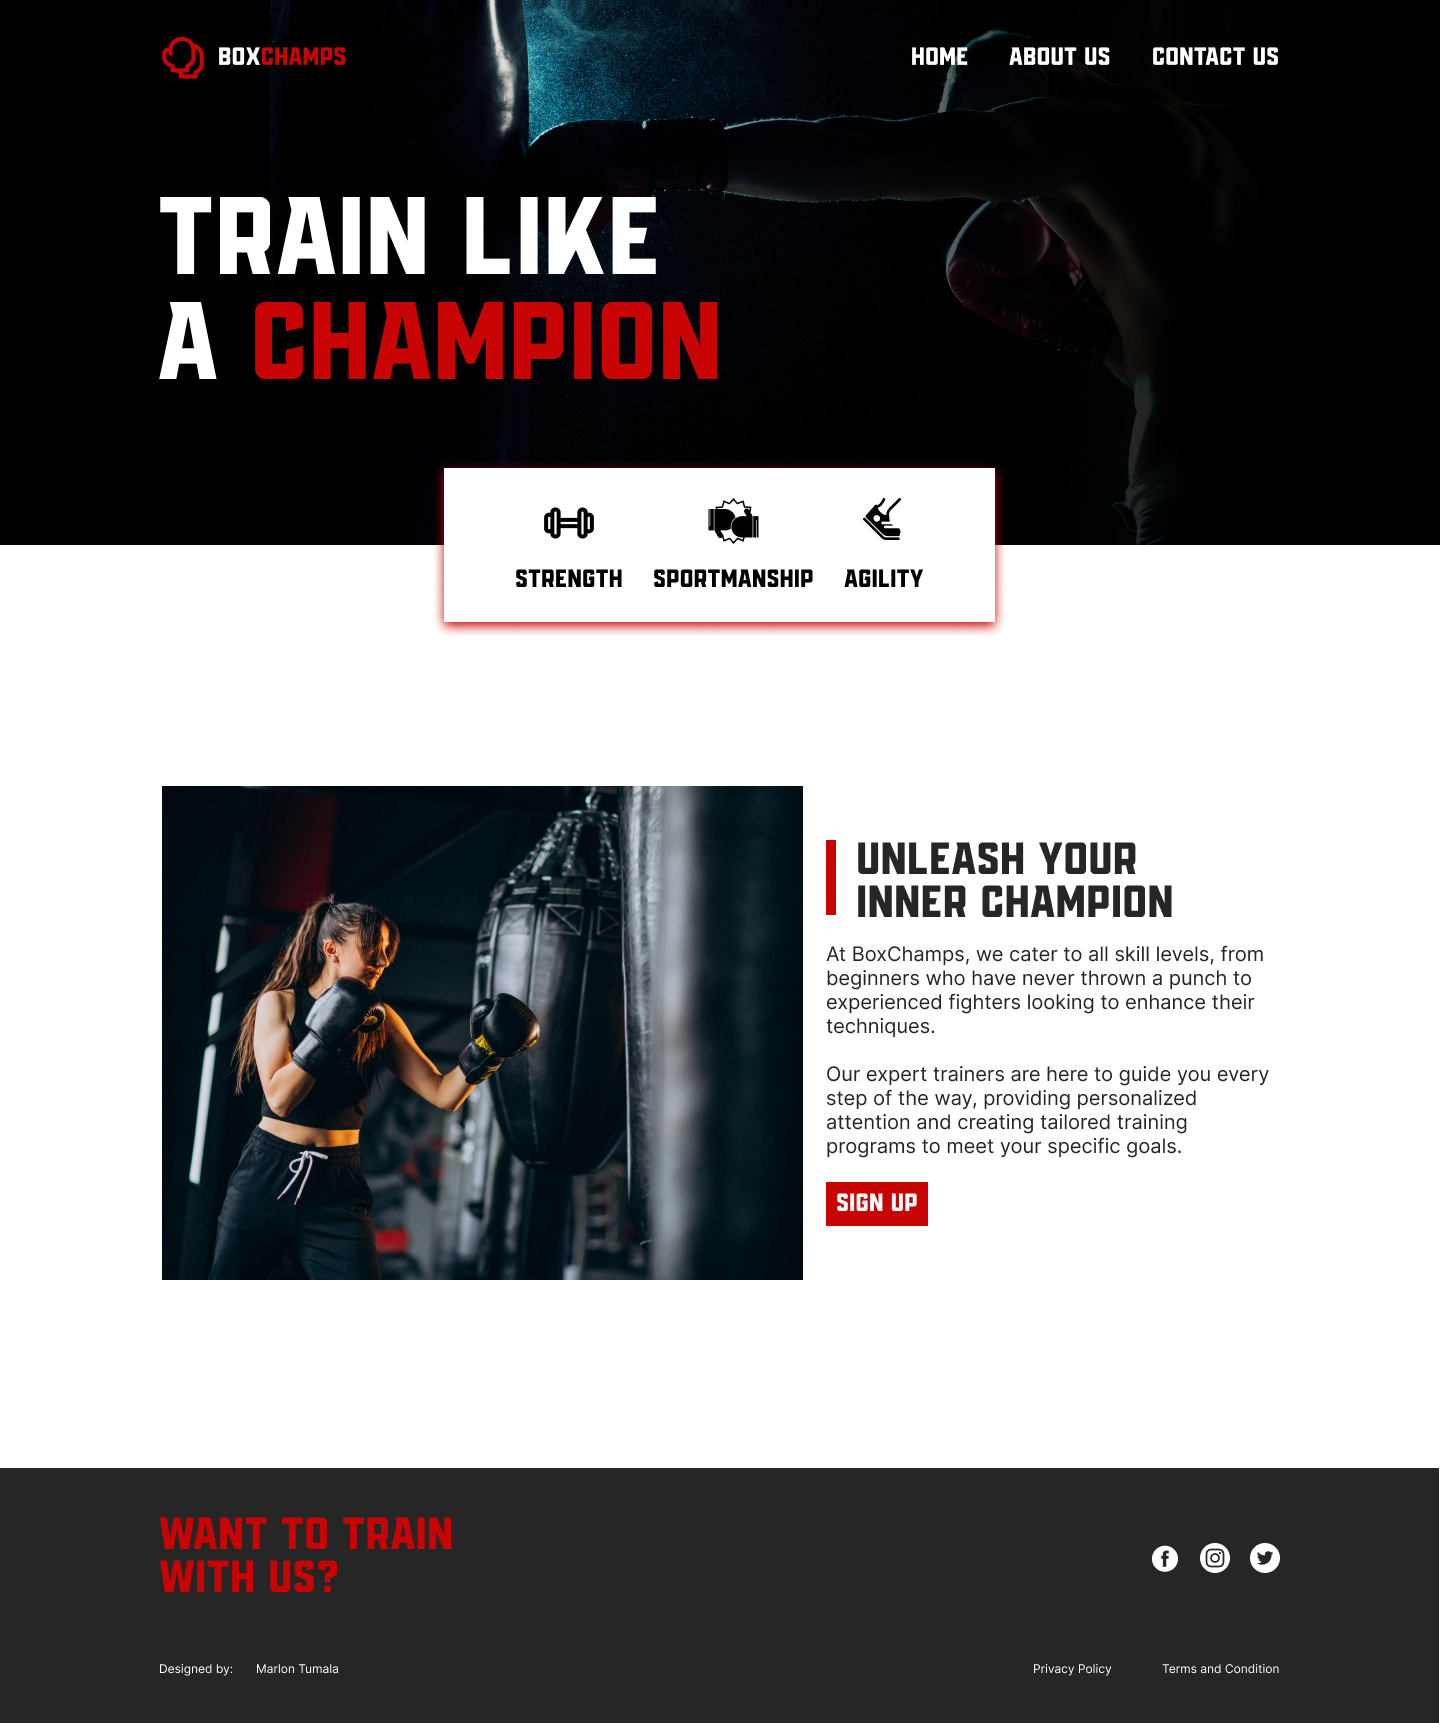 BOXCHAMPS
HOME
ABOUT US
CONTACT US
TRAIN LIKE
A CHAMPION
STRENGTH
SPORTMANSHIP
AGILITY
UNLEASH YOUR
INNER CHAMPION
At BoxChamps, we cater to all skill levels, from
beginners who have never thrown a punch to
experienced fighters looking to enhance their
techniques.
Our expert trainers are here to guide you every
step of the way, providing personalized
attention and creating tailored training
programs to meet your specific goals.
SIGN UP
WANT TO TRAIN
WITH US?
Designed by: Marlon Tumala
Privacy Policy
Terms and Condition